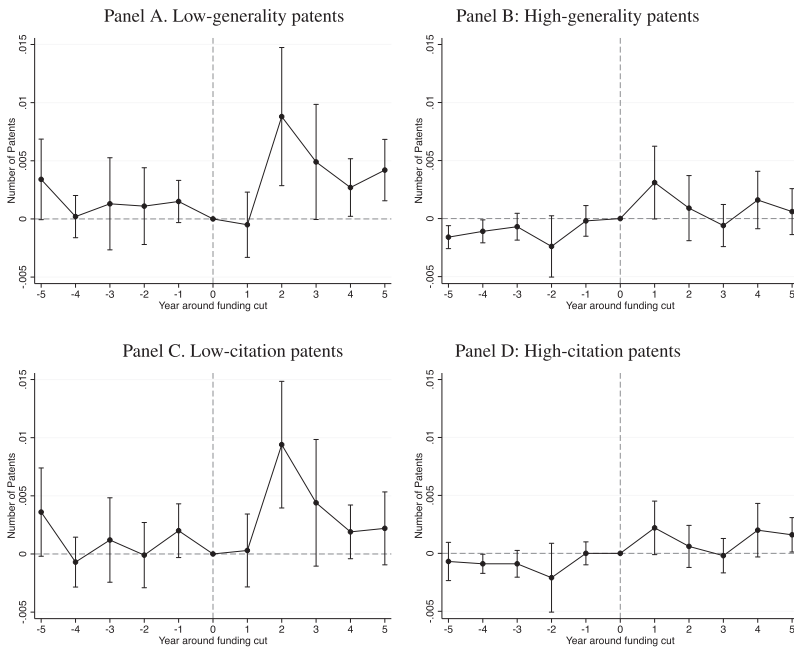 Panel A. Low-generality patents
Number of Patents
.015
.01
.005
0
-.005
-5 -4 -3 -2 -1 0 1 2 3 4 5
Year around funding cut
Panel B: High-generality patents
Number of Patents
.015
.01
.005
0
-.005
-5 -4 -3 -2 -1 0 1 2 3 4 5
Year around funding cut
Panel C. Low-citation patents
Number of Patents
.015
.01
.005
0
-.005
-5 -4 -3 -2 -1 0 1 2 3 4 5
Year around funding cut
Panel D: High-citation patents
Number of Patents
.015
.01
.005
0
-.005
-5 -4 -3 -2 -1 0 1 2 3 4 5
Year around funding cut